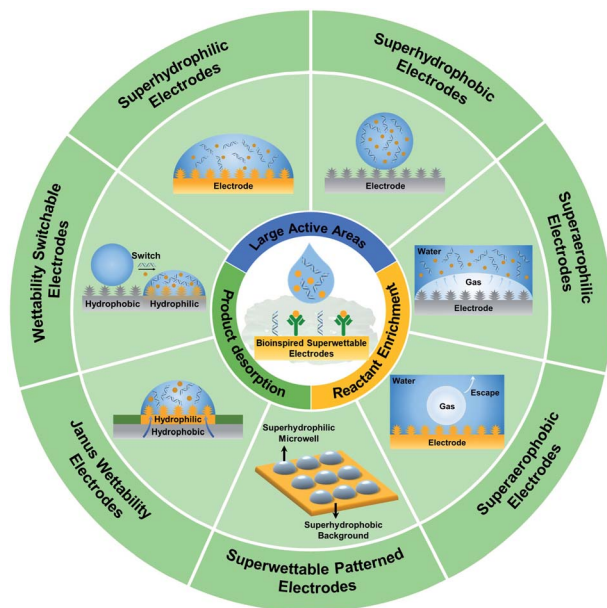 Superhydrophilic
Electrodes
Superhydrophobic
Electrodes
Superaerophilic
Electrodes
Superaerophobic
Electrodes
Superwettable Patterned
Electrodes
Janus Wettability
Electrodes
Wettability Switchable
Electrodes
Electrode
Electrode
Water
Gas
Electrode
Water
Escape
Gas
Electrode
Superhydrophilic
Microwell
Superhydrophobic
Background
Hydrophilic
Hydrophobic
Switch
Hydrophobic
Hydrophilic
Large Active Areas
Reactant Enrichment
Product desorption
Bioinspired Superwettable
Electrodes